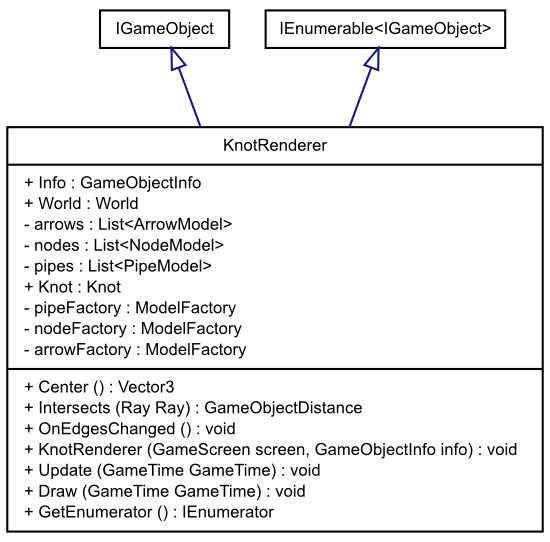 IGameObject
IEnumerable<IGameObject>
KnotRenderer
+ Info : GameObjectInfo
+ World : World
- arrows : List<ArrowModel>
- nodes : List<NodeModel>
- pipes : List<PipeModel>
+ Knot : Knot
- pipeFactory : ModelFactory
- nodeFactory : ModelFactory
- arrowFactory : ModelFactory
+ Center () : Vector3
+ Intersects (Ray Ray) : GameObjectDistance
+ OnEdgesChanged () : void
+ KnotRenderer (GameScreen screen, GameObjectInfo info) : void
+ Update (GameTime GameTime) : void
+ Draw (GameTime GameTime) : void
+ GetEnumerator () : IEnumerator